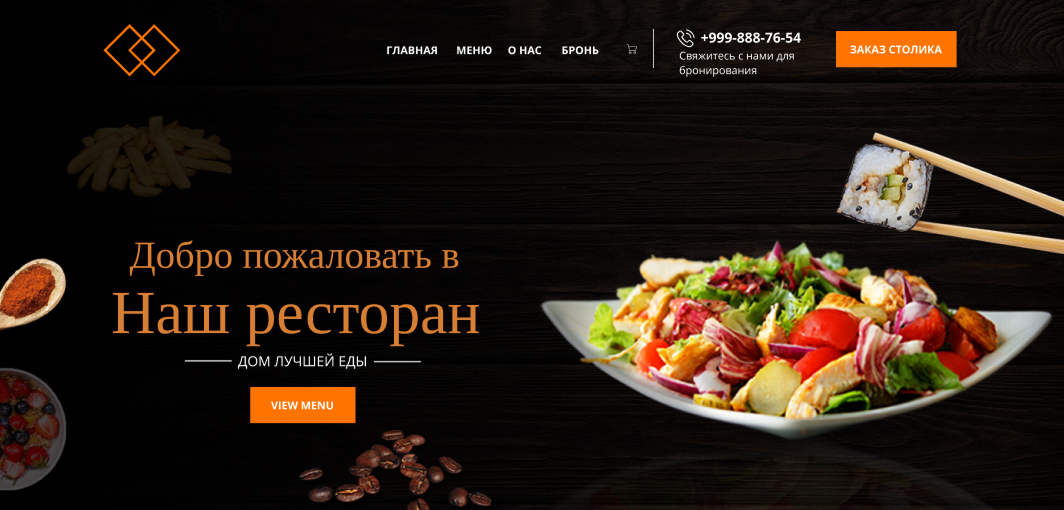 ГЛАВНАЯ МЕНЮ О НАС БРОНЬ
+999-888-76-54
Свяжитесь с нами для
бронирования
ЗАКАЗ СТОЛИКА
Добро пожаловать в
Наш ресторан
ДОМ ЛУЧШЕЙ ЕДЫ
VIEW MENU